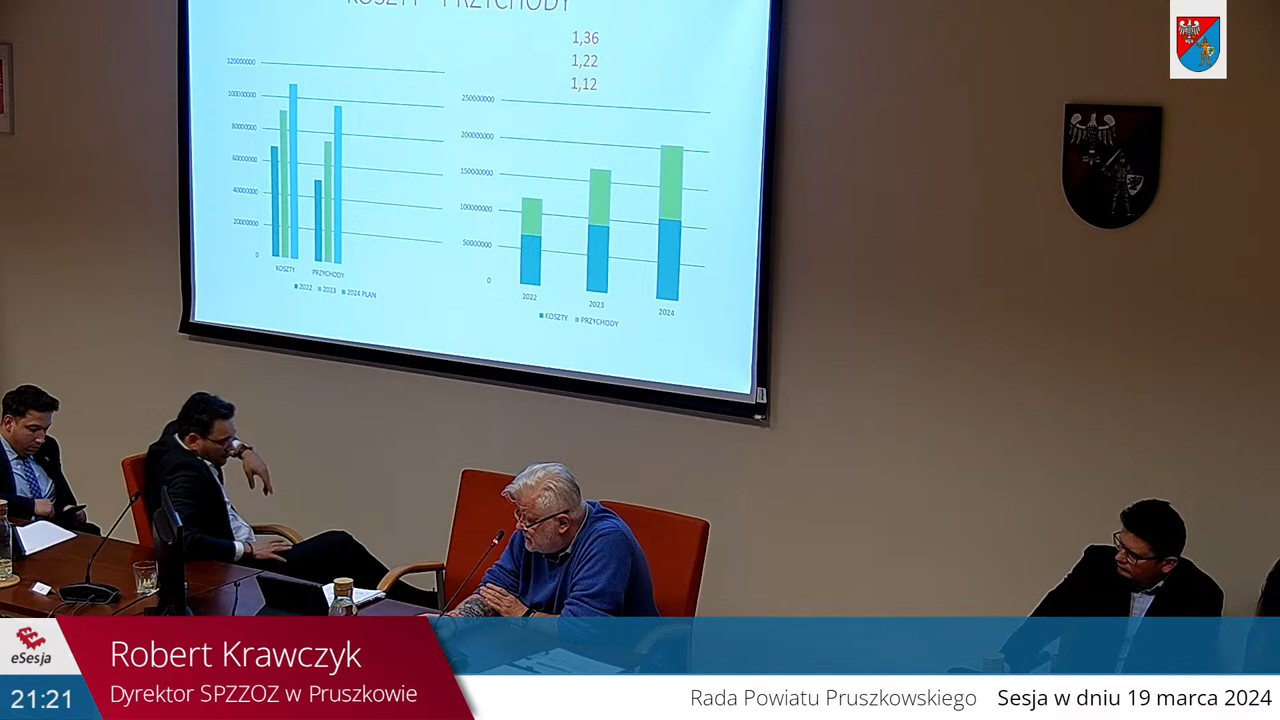 KOSZTY - PRZYCHODY
1,36
1,22
1,12
120000000
100000000
80000000
60000000
40000000
20000000
0
KOSZTY PRZYCHODY
2022 2023 2024 PLAN
250000000
200000000
150000000
100000000
50000000
0
2022 2023 2024
KOSZTY PRZYCHODY
eSesja
21:21
Robert Krawczyk
Dyrektor SPZZOZ w Pruszkowie
Rada Powiatu Pruszkowskiego Sesja w dniu 19 marca 2024